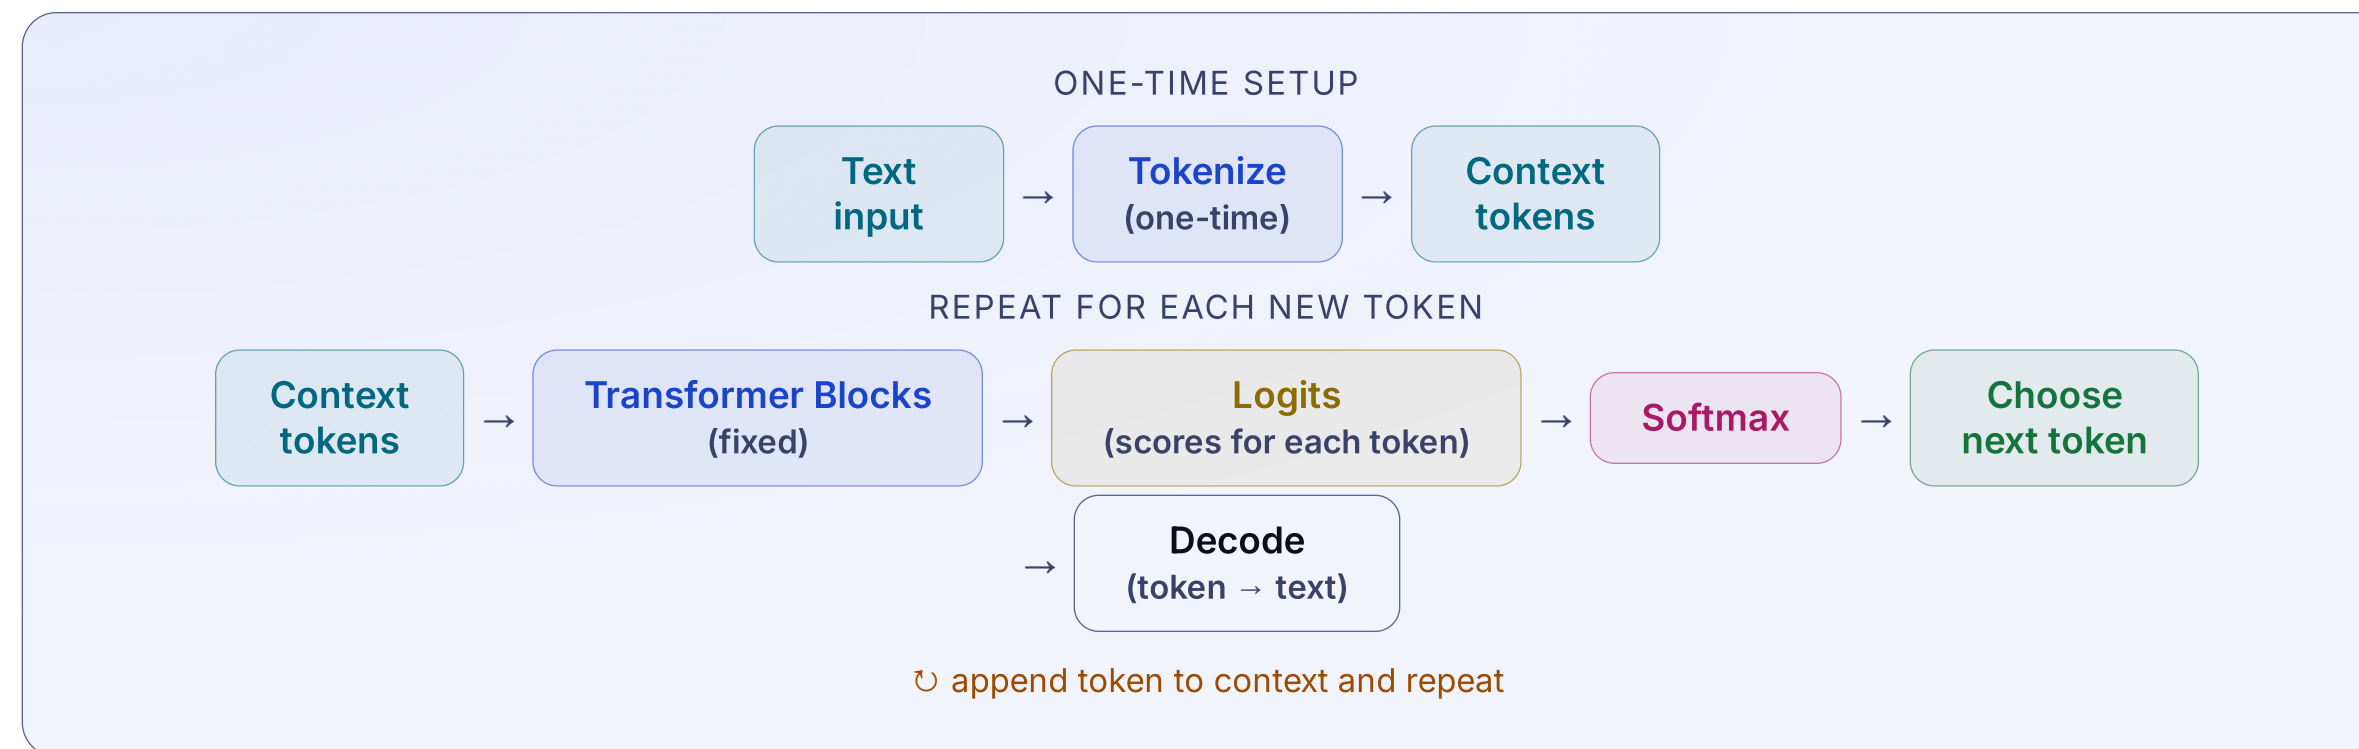 ONE-TIME SETUP
Text
input
→
Tokenize
(one-time)
→
Context
tokens
REPEAT FOR EACH NEW TOKEN
Context
tokens
→
Transformer Blocks
(fixed)
→
Logits
(scores for each token)
→
Softmax
→
Choose
next token
→
Decode
(token → text)
↻ append token to context and repeat